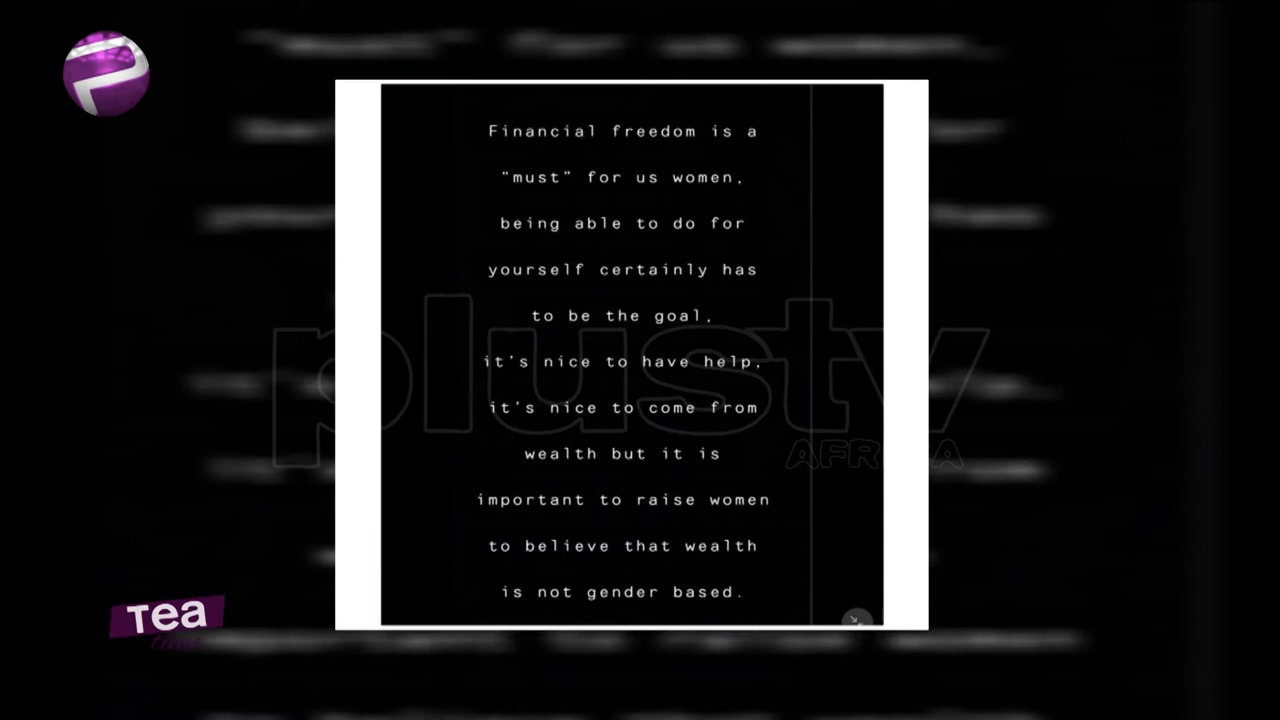 Financial freedom is a
“must” for us women,
being able to do for
yourself certainly has
to be the goal,
it's nice to have help,
it's nice to come from
wealth but it is
important to raise women
to believe that wealth
is not gender based.
plustv
AFRICA
Tea
time